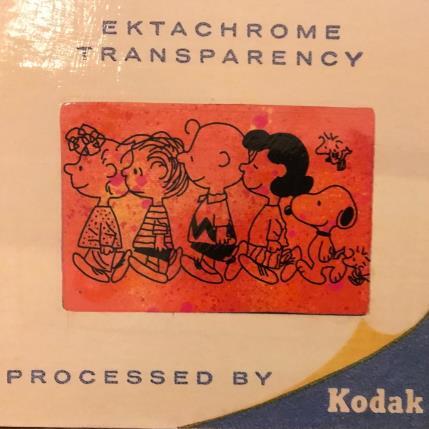 EKTACHROME
TRANSPARENCY
PROCESSED BY
Kodak